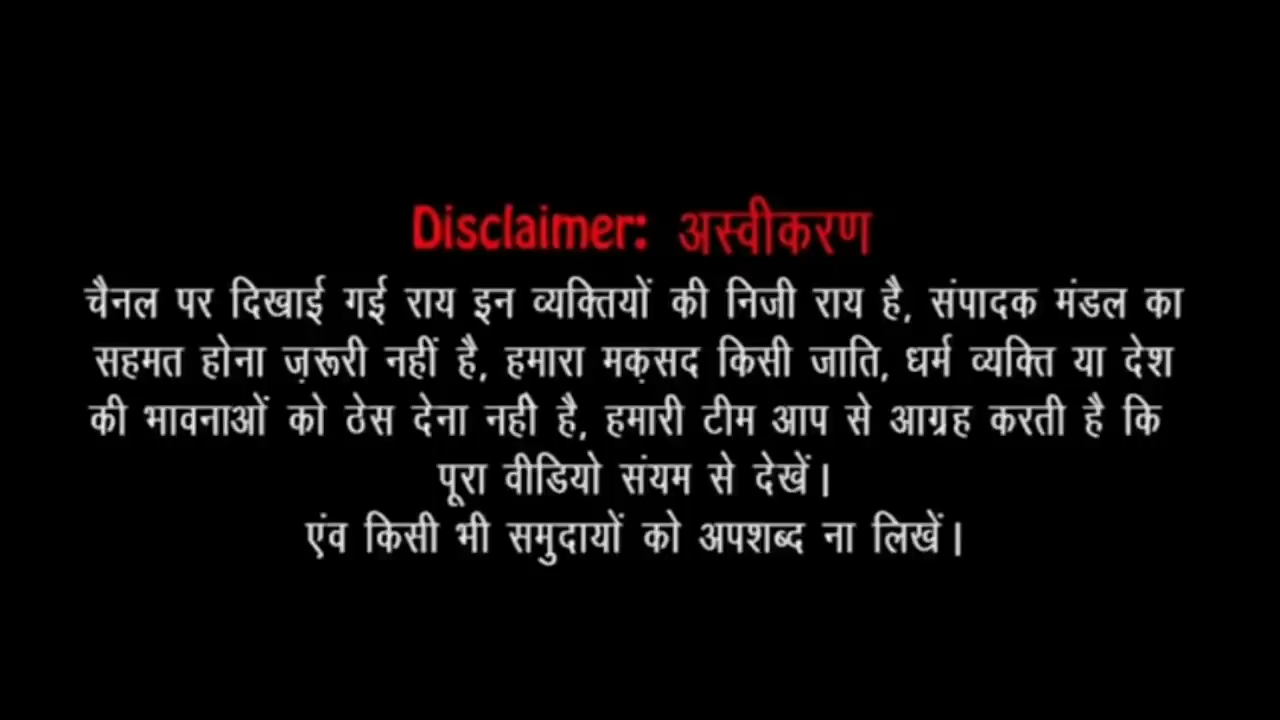 Disclaimer: अस्वीकरण
चैनल पर दिखाई गई राय इन व्यक्तियों की निजी राय है, संपादक मंडल का
सहमत होना ज़रूरी नहीं है, हमारा मक़सद किसी जाति, धर्म व्यक्ति या देश
की भावनाओं को ठेस देना नही है, हमारी टीम आप से आग्रह करती है कि
पूरा वीडियो संयम से देखें।
एंव किसी भी समुदायों को अपशब्द ना लिखें।